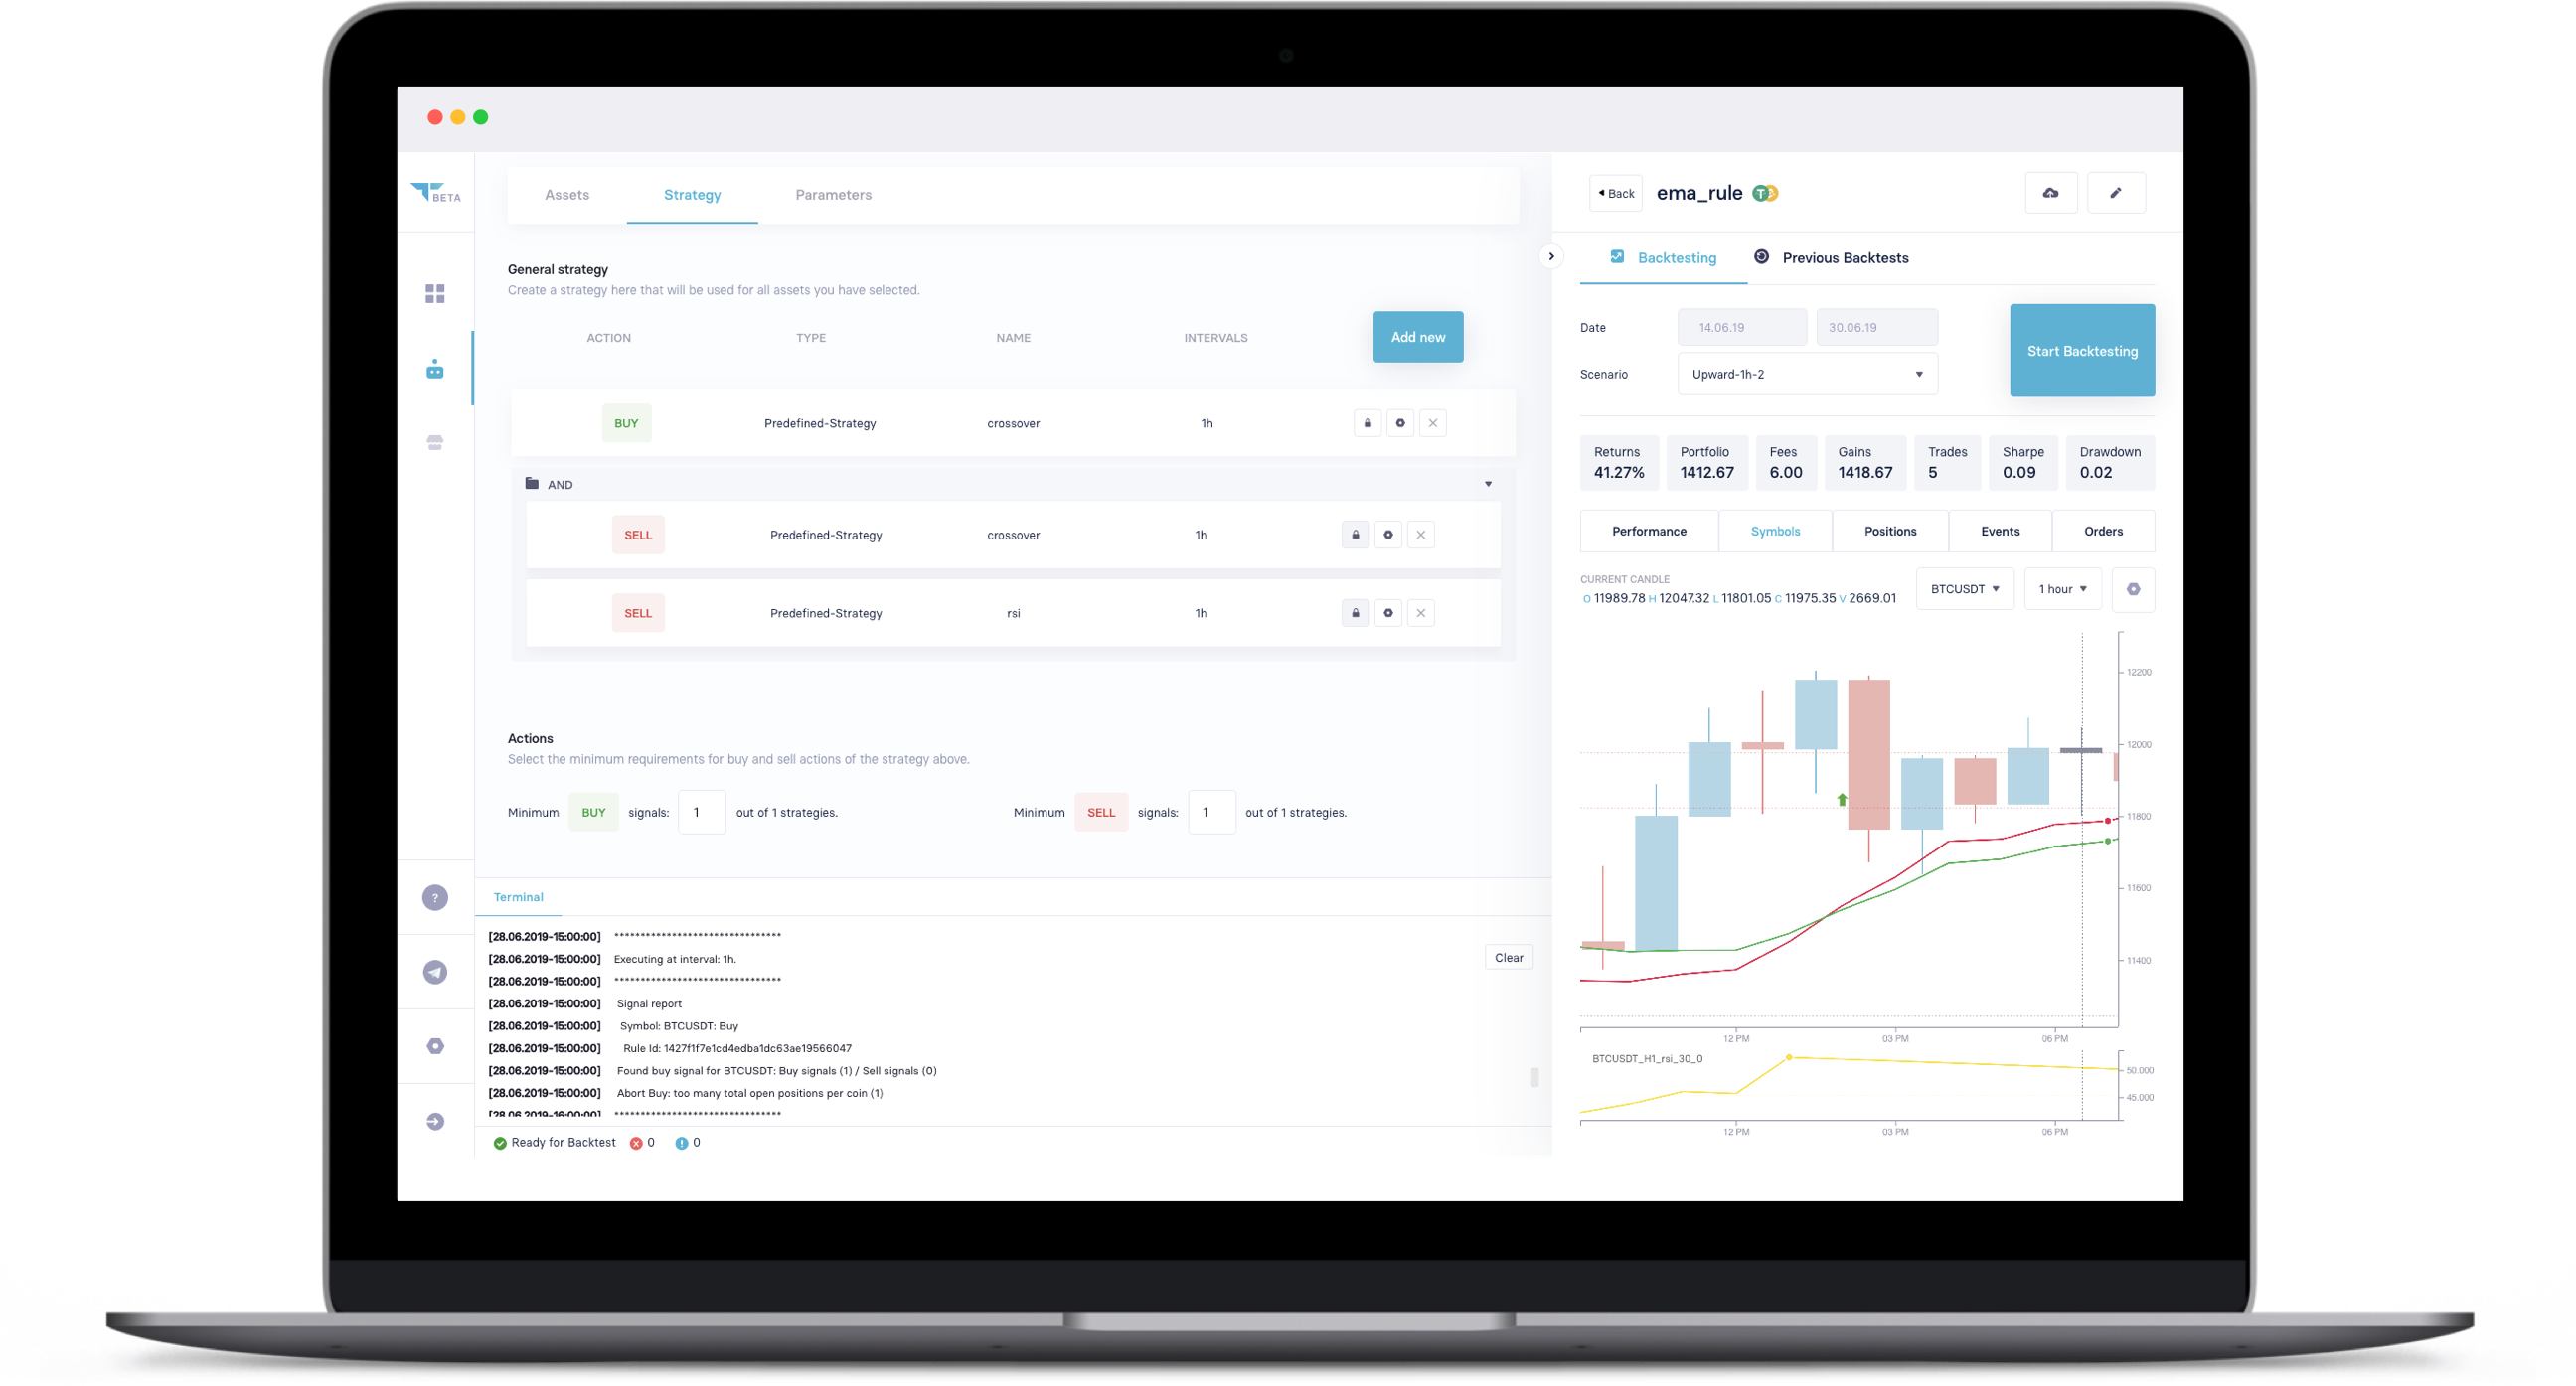 BETA
Assets Strategy Parameters
General strategy
Create a strategy here that will be used for all assets you have selected.
ACTION TYPE NAME INTERVALS Add new
BUY Predefined-Strategy crossover 1h
AND
SELL Predefined-Strategy crossover 1h
SELL Predefined-Strategy rsi 1h
Actions
Select the minimum requirements for buy and sell actions of the strategy above.
Minimum BUY signals: 1 out of 1 strategies. Minimum SELL signals: 1 out of 1 strategies.
?
Terminal
Clear
[28.06.2019-15:00:00] ********************************
[28.06.2019-15:00:00] Executing at interval: 1h.
[28.06.2019-15:00:00] ********************************
[28.06.2019-15:00:00] Signal report
[28.06.2019-15:00:00] Symbol: BTCUSDT: Buy
[28.06.2019-15:00:00] Rule Id: 1427f1f7e1cd4edba1dc63ae19566047
[28.06.2019-15:00:00] Found buy signal for BTCUSDT: Buy signals (1) / Sell signals (0)
[28.06.2019-15:00:00] Abort Buy: too many total open positions per coin (1)
[28.06.2019-16:00:00] ********************************
Ready for Backtest 0 0
Back ema_rule
Backtesting Previous Backtests
Date 14.06.19 30.06.19
Start Backtesting
Scenario Upward-1h-2
Returns Portfolio Fees Gains Trades Sharpe Drawdown
41.27% 1412.67 6.00 1418.67 5 0.09 0.02
Performance Symbols Positions Events Orders
CURRENT CANDLE
O 11989.78 H 12047.32 L 11801.05 C 11975.35 V 2669.01
BTCUSDT 1 hour
12200
12000
11800
11600
11400
12 PM 03 PM 06 PM
BTCUSDT_H1_rsi_30_0
50.000
45.000
12 PM 03 PM 06 PM